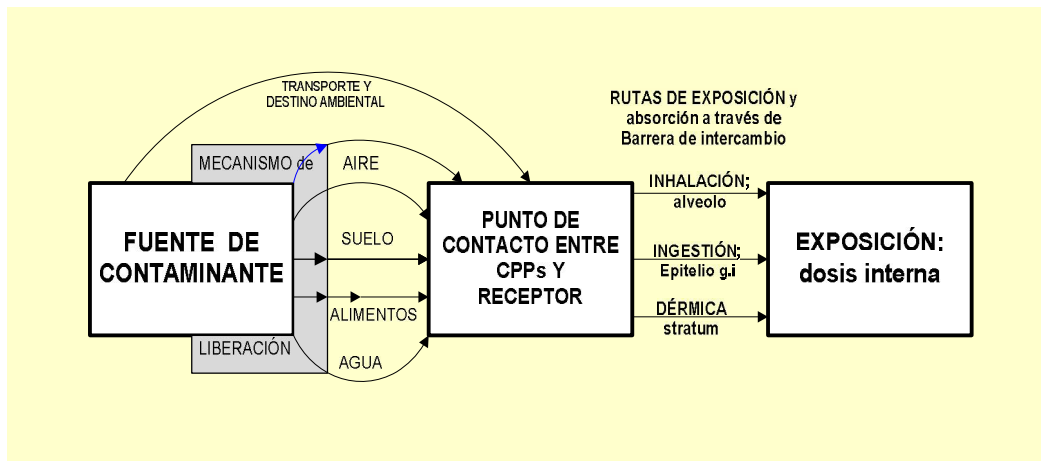 TRANSPORTE Y
DESTINO AMBIENTAL
RUTAS DE EXPOSICIÓN y
absorción a través de
Barrera de intercambio
MECANISMO de
AIRE
FUENTE DE
CONTAMINANTE
SUELO
ALIMENTOS
LIBERACIÓN
AGUA
PUNTO DE
CONTACTO ENTRE
CPPs Y
RECEPTOR
INHALACIÓN;
alveolo
INGESTIÓN;
Epitelio g.i
DÉRMICA
stratum
EXPOSICIÓN:
dosis interna